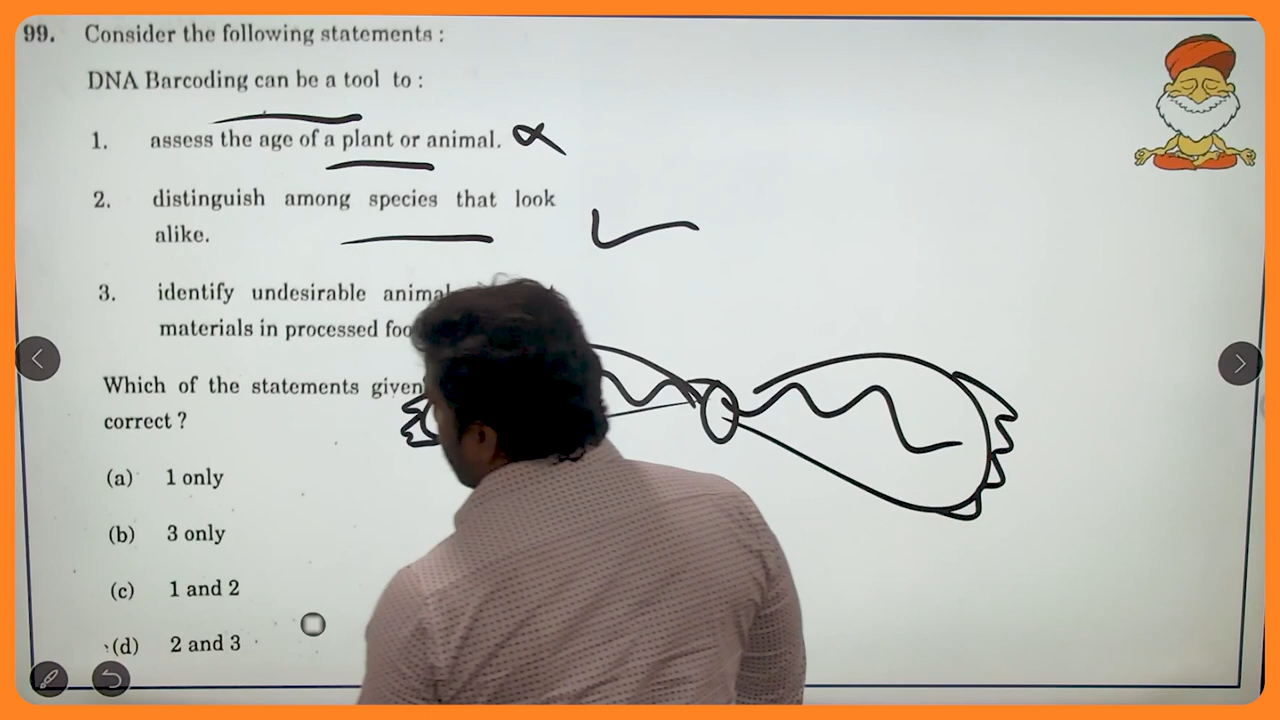 99. Consider the following statements :
DNA Barcoding can be a tool to :
1. assess the age of a plant or animal.
2. distinguish among species that look
alike.
3. identify undesirable
materials in processed
Which of the statements given
correct ?
(a) 1 only
(b) 3 only
(c) 1 and 2
(d) 2 and 3